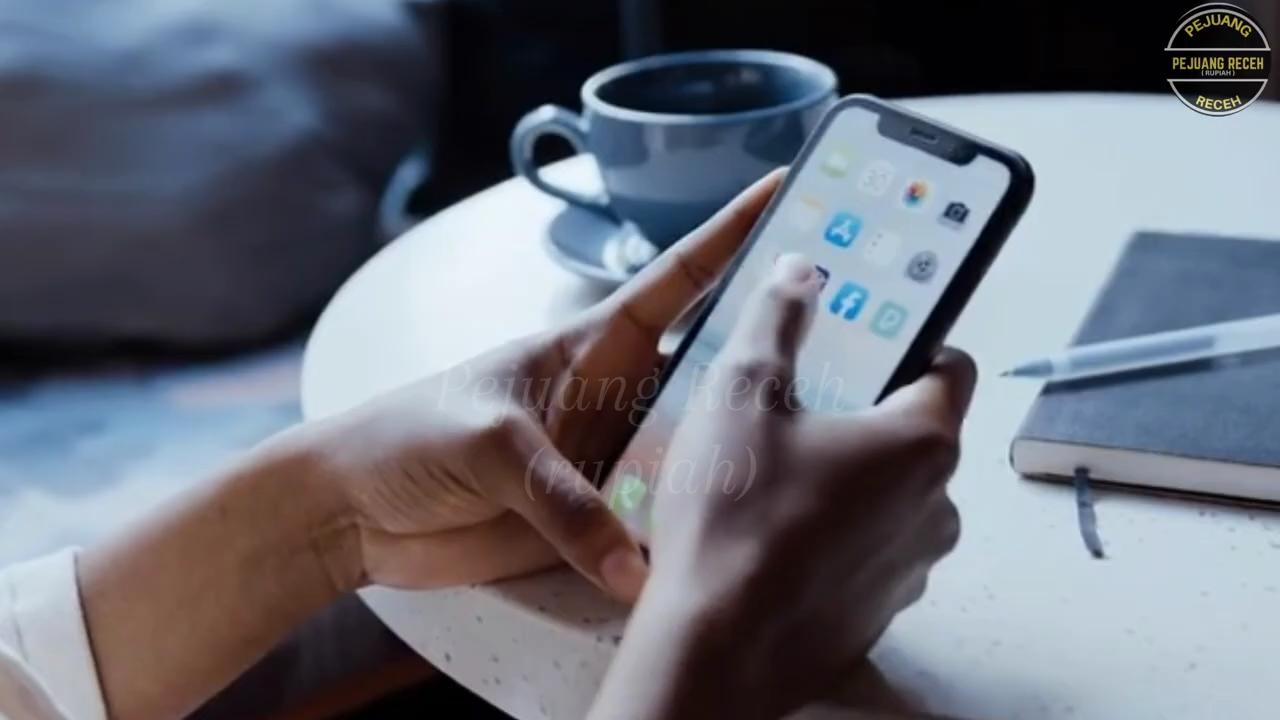 PEJUANG
PEJUANG RECEH
( RUPIAH )
RECEH
Pejuang Receh
(rupiah)